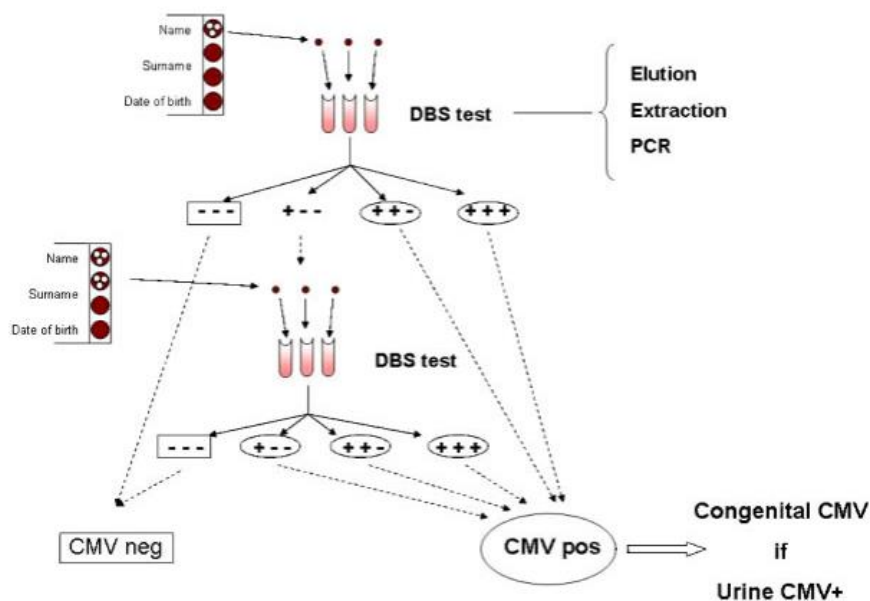 Name
Surname
Date of birth
DBS test
Elution
Extraction
PCR
- - -
+ - -
+ + -
+ + +
Name
Surname
Date of birth
DBS test
- - -
+ - -
+ + -
+ + +
CMV neg
CMV pos
Congenital CMV
if
Urine CMV+